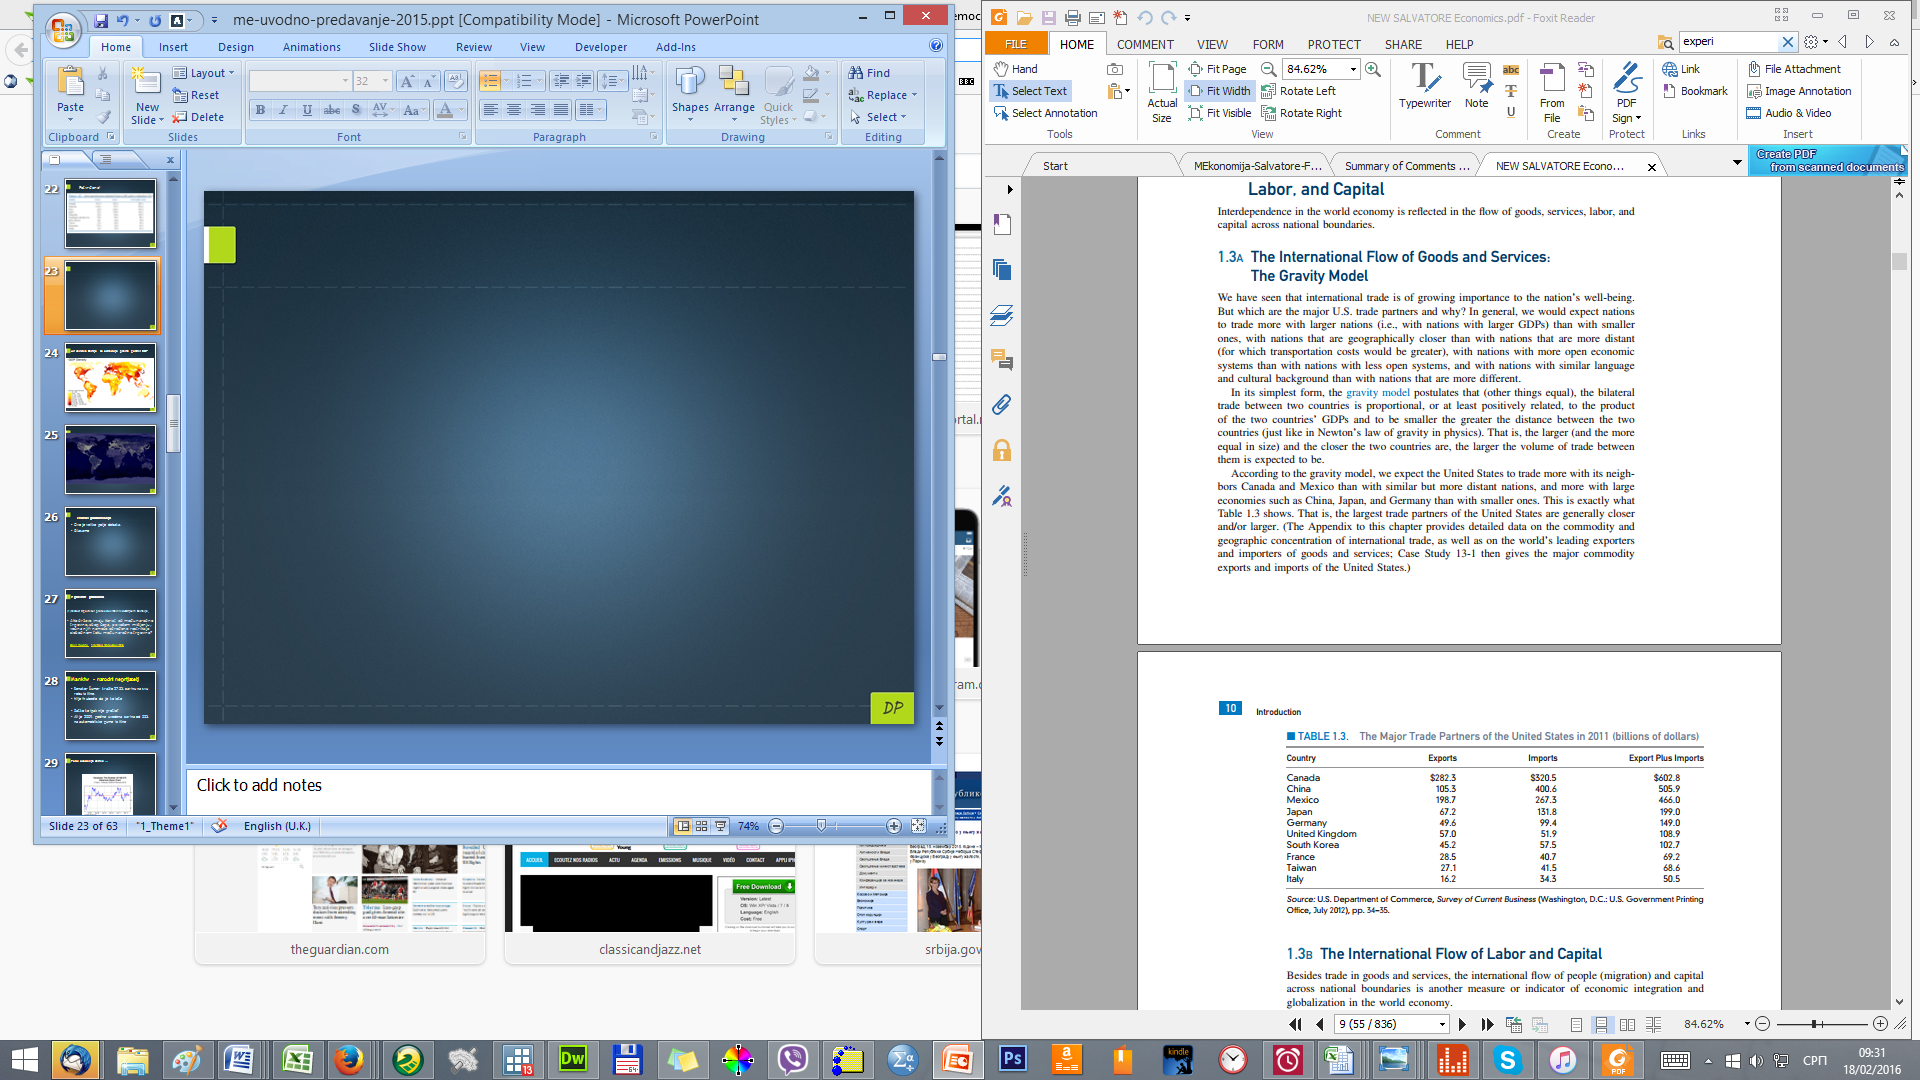 me-uvodno-predavanje-2015.ppt [Compatibility Mode] - Microsoft PowerPoint
Home Insert Design Animations Slide Show Review View Developer Add-Ins
Paste
Clipboard
New
Slide
Layout
Reset
Delete
Slides
32
B I U abc S AV Aa A
Font
Paragraph
Shapes Arrange Quick
Styles
Drawing
Find
Replace
Select
Editing
22
23
24
25
26
27
28
29
DP
Click to add notes
Slide 23 of 63 "1_Theme1" English (U.K.) 74%
theguardian.com
classicandjazz.net
srbija.gov
Free Download
NEW SALVATORE Economics.pdf - Foxit Reader
FILE HOME COMMENT VIEW FORM PROTECT SHARE HELP
experi
Hand
Select Text
Select Annotation
Tools
Actual
Size
Fit Page
Fit Width
Fit Visible
84.62%
Rotate Left
Rotate Right
View
Typewriter
Note
Comment
From
File
Create
PDF
Sign
Protect
Link
Bookmark
Links
File Attachment
Image Annotation
Audio & Video
Insert
Start MEkonomija-Salvatore-F... Summary of Comments ... NEW SALVATORE Econo...
Create PDF
from scanned documents
Labor, and Capital
Interdependence in the world economy is reflected in the flow of goods, services, labor, and
capital across national boundaries.
1.3A The International Flow of Goods and Services:
The Gravity Model
We have seen that international trade is of growing importance to the nation's well-being.
But which are the major U.S. trade partners and why? In general, we would expect nations
to trade more with larger nations (i.e., with nations with larger GDPs) than with smaller
ones, with nations that are geographically closer than with nations that are more distant
(for which transportation costs would be greater), with nations with more open economic
systems than with nations with less open systems, and with nations with similar language
and cultural background than with nations that are more different.
In its simplest form, the gravity model postulates that (other things equal), the bilateral
trade between two countries is proportional, or at least positively related, to the product
of the two countries' GDPs and to be smaller the greater the distance between the two
countries (just like in Newton's law of gravity in physics). That is, the larger (and the more
equal in size) and the closer the two countries are, the larger the volume of trade between
them is expected to be.
According to the gravity model, we expect the United States to trade more with its neigh-
bors Canada and Mexico than with similar but more distant nations, and more with large
economies such as China, Japan, and Germany than with smaller ones. This is exactly what
Table 1.3 shows. That is, the largest trade partners of the United States are generally closer
and/or larger. (The Appendix to this chapter provides detailed data on the commodity and
geographic concentration of international trade, as well as on the world's leading exporters
and importers of goods and services; Case Study 13-1 then gives the major commodity
exports and imports of the United States.)
10 Introduction
TABLE 1.3. The Major Trade Partners of the United States in 2011 (billions of dollars)
Country Exports Imports Export Plus Imports
Canada $282.3 $320.5 $602.8
China 105.3 400.6 505.9
Mexico 198.7 267.3 466.0
Japan 67.2 131.8 199.0
Germany 49.6 99.4 149.0
United Kingdom 57.0 51.9 108.9
South Korea 45.2 57.5 102.7
France 28.5 40.7 69.2
Taiwan 27.1 41.5 68.6
Italy 16.2 34.3 50.5
Source: U.S. Department of Commerce, Survey of Current Business (Washington, D.C.: U.S. Government Printing
Office, July 2012), pp. 34–35.
1.3B The International Flow of Labor and Capital
Besides trade in goods and services, the international flow of people (migration) and capital
across national boundaries is another measure or indicator of economic integration and
globalization in the world economy.
9 (55 / 836) 84.62%
СРП
09:31
18/02/2016